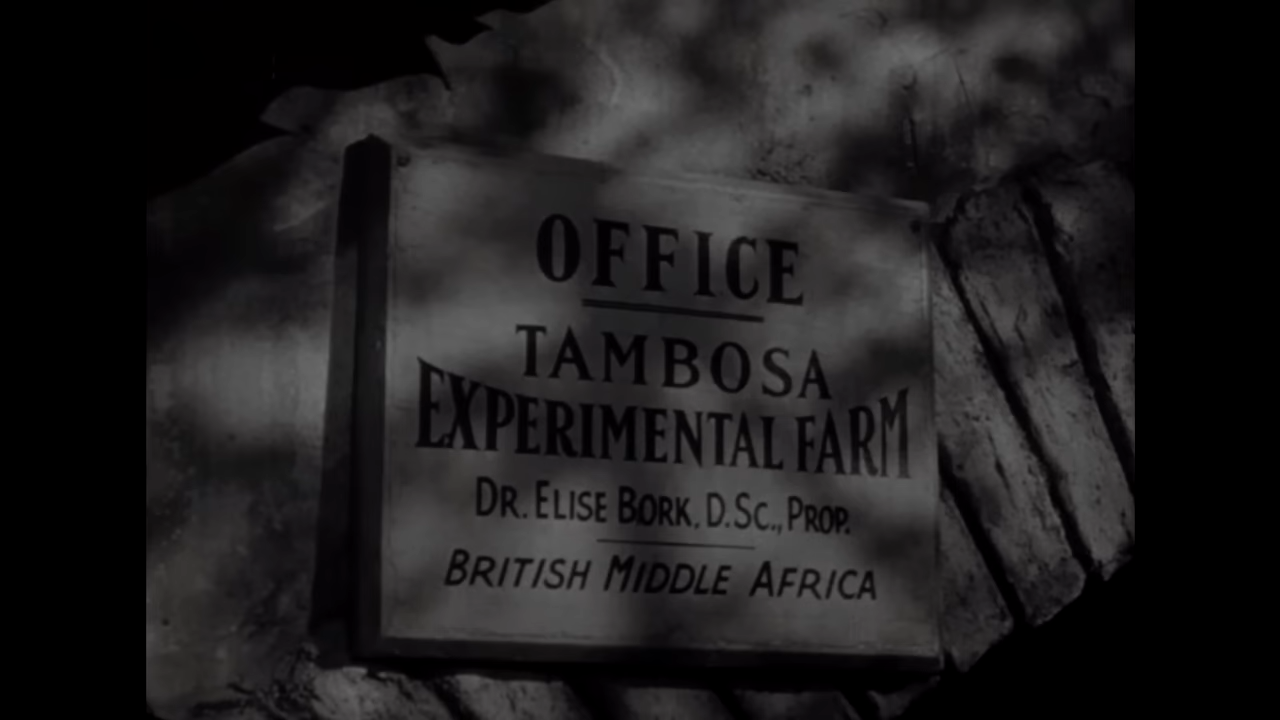 OFFICE
TAMBOSA
EXPERIMENTAL FARM
DR. ELISE BORK, D.SC., PROP.
BRITISH MIDDLE AFRICA